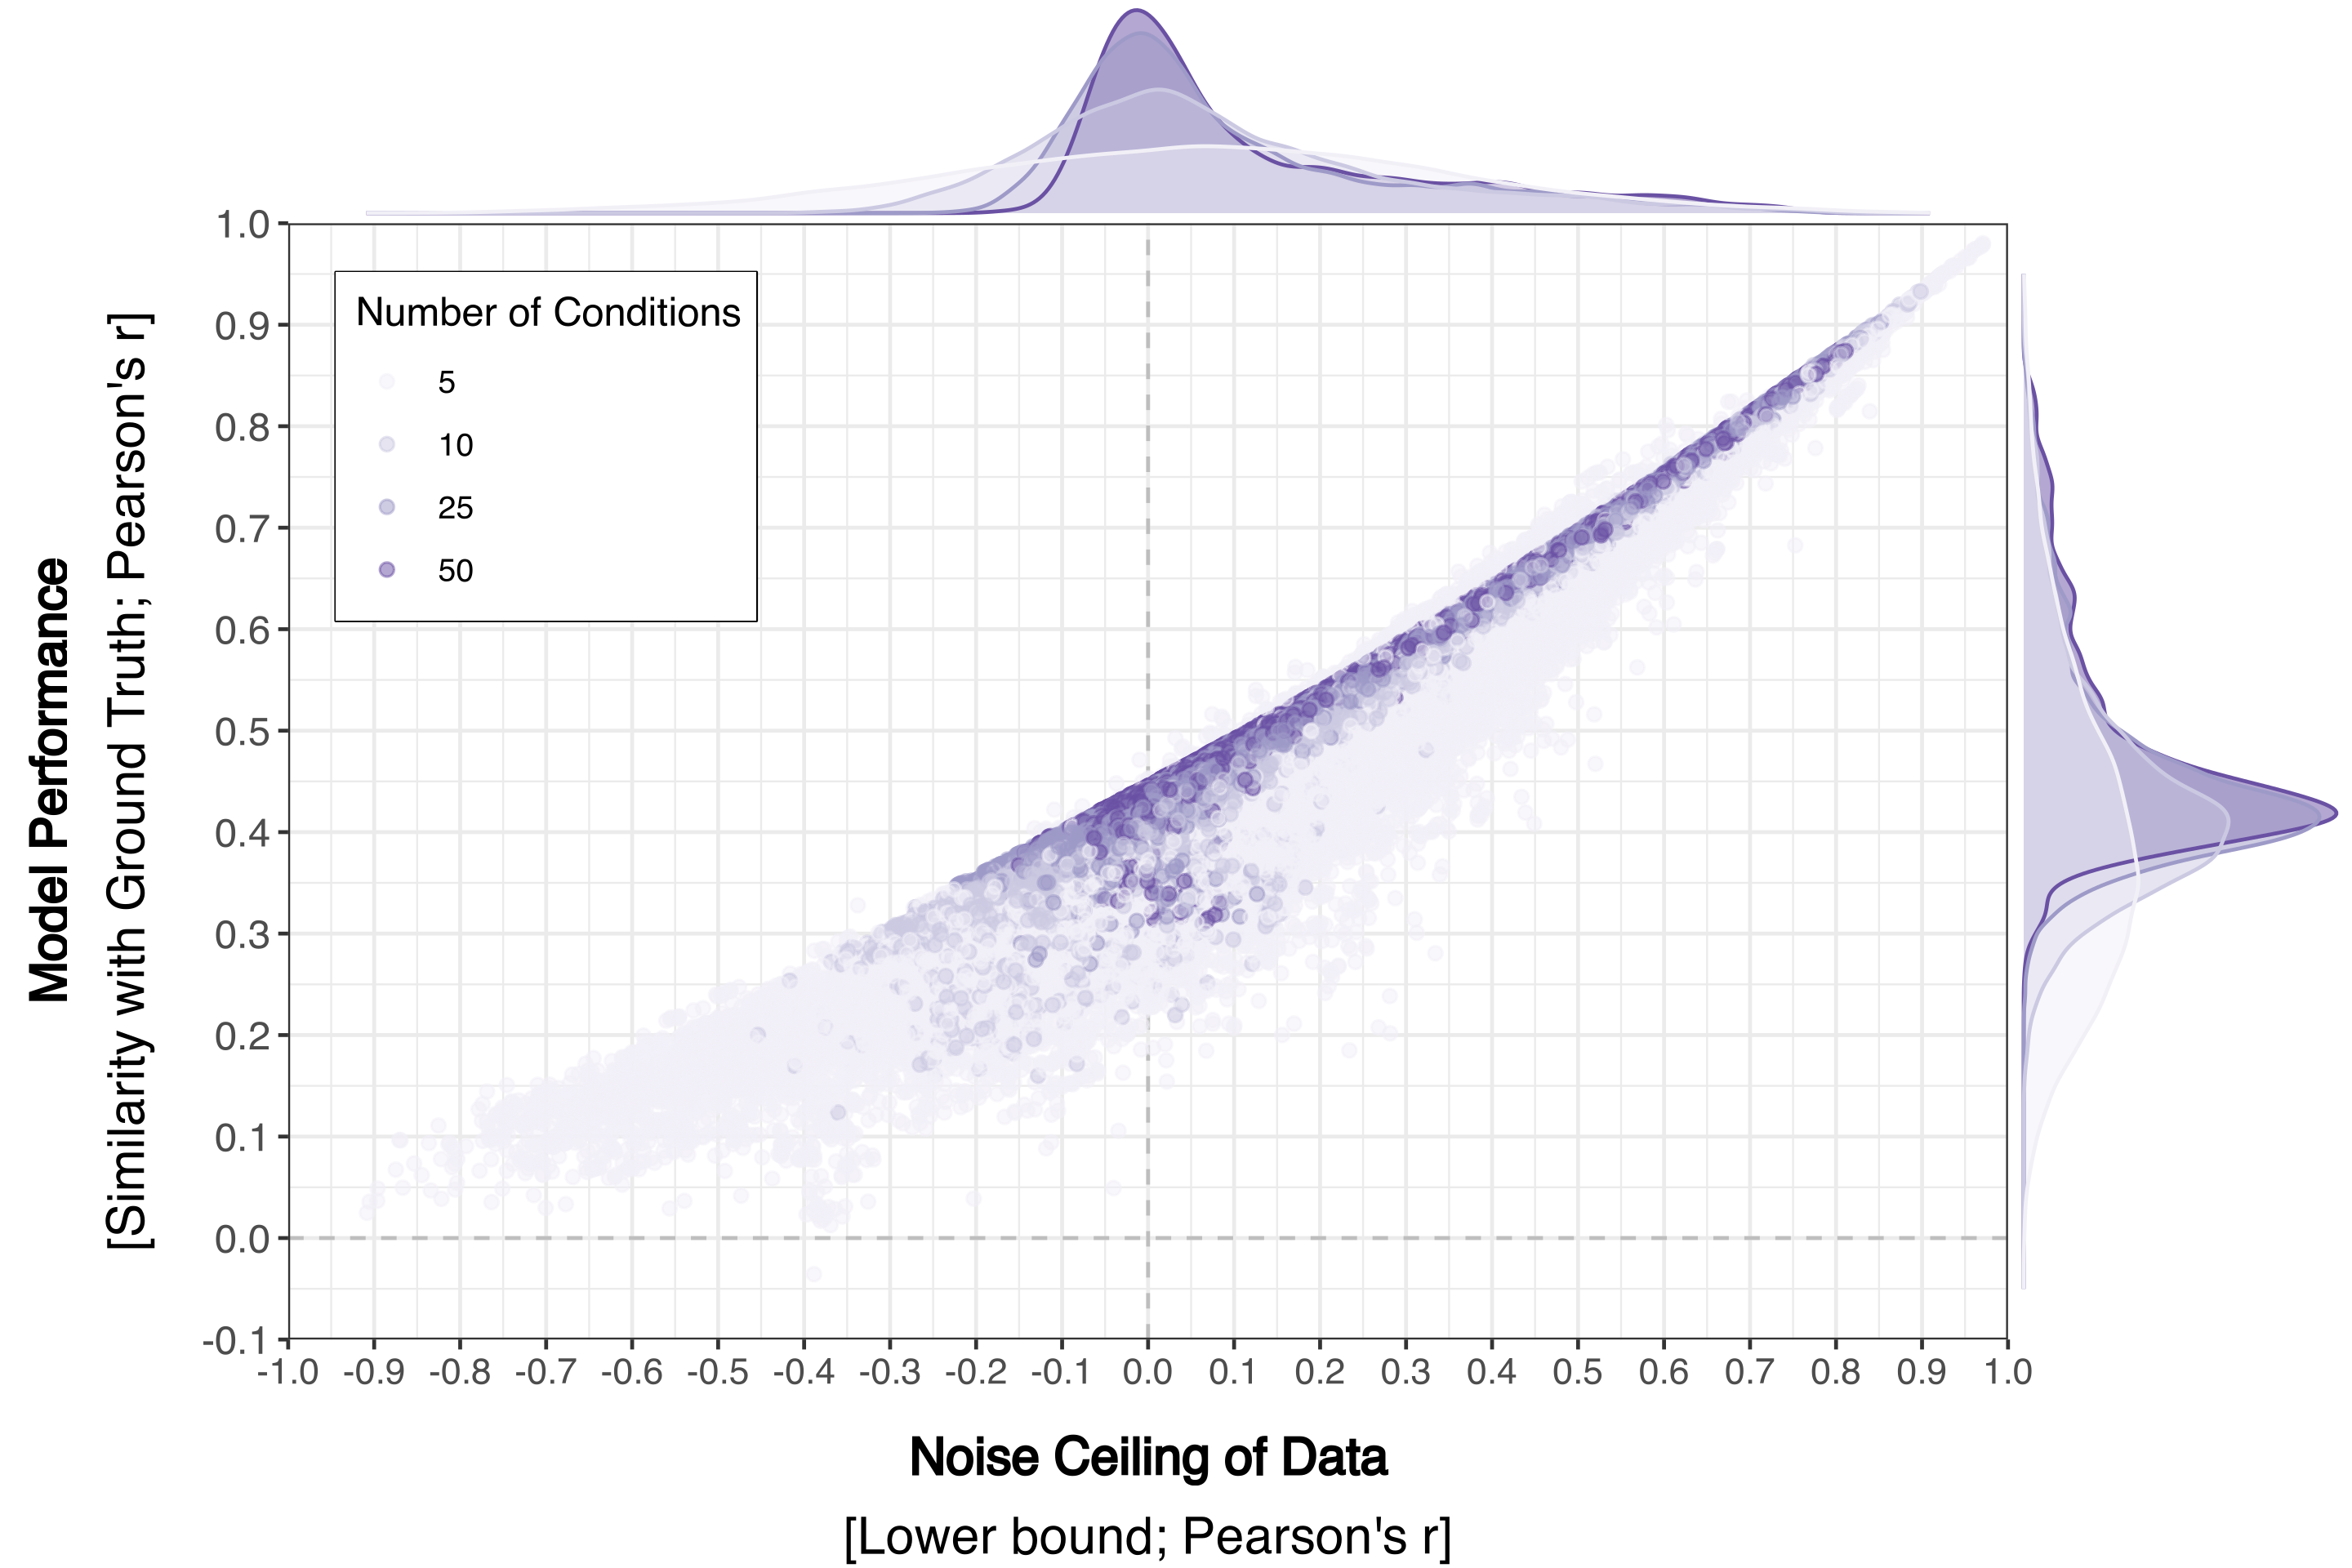 Number of Conditions
5
10
25
50
Model Performance
[Similarity with Ground Truth; Pearson's r]
1.0
0.9
0.8
0.7
0.6
0.5
0.4
0.3
0.2
0.1
0.0
-0.1
-1.0 -0.9 -0.8 -0.7 -0.6 -0.5 -0.4 -0.3 -0.2 -0.1 0.0 0.1 0.2 0.3 0.4 0.5 0.6 0.7 0.8 0.9 1.0
Noise Ceiling of Data
[Lower bound; Pearson's r]